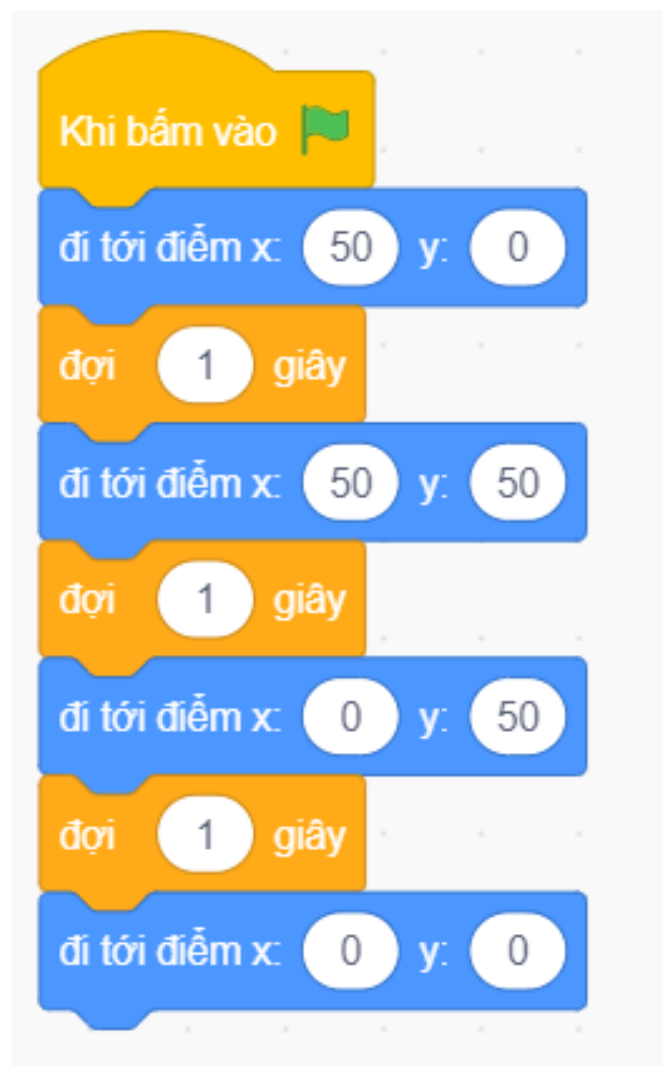 Khi bấm vào
đi tới điểm x: 50 y: 0
đợi 1 giây
đi tới điểm x: 50 y: 50
đợi 1 giây
đi tới điểm x: 0 y: 50
đợi 1 giây
đi tới điểm x: 0 y: 0